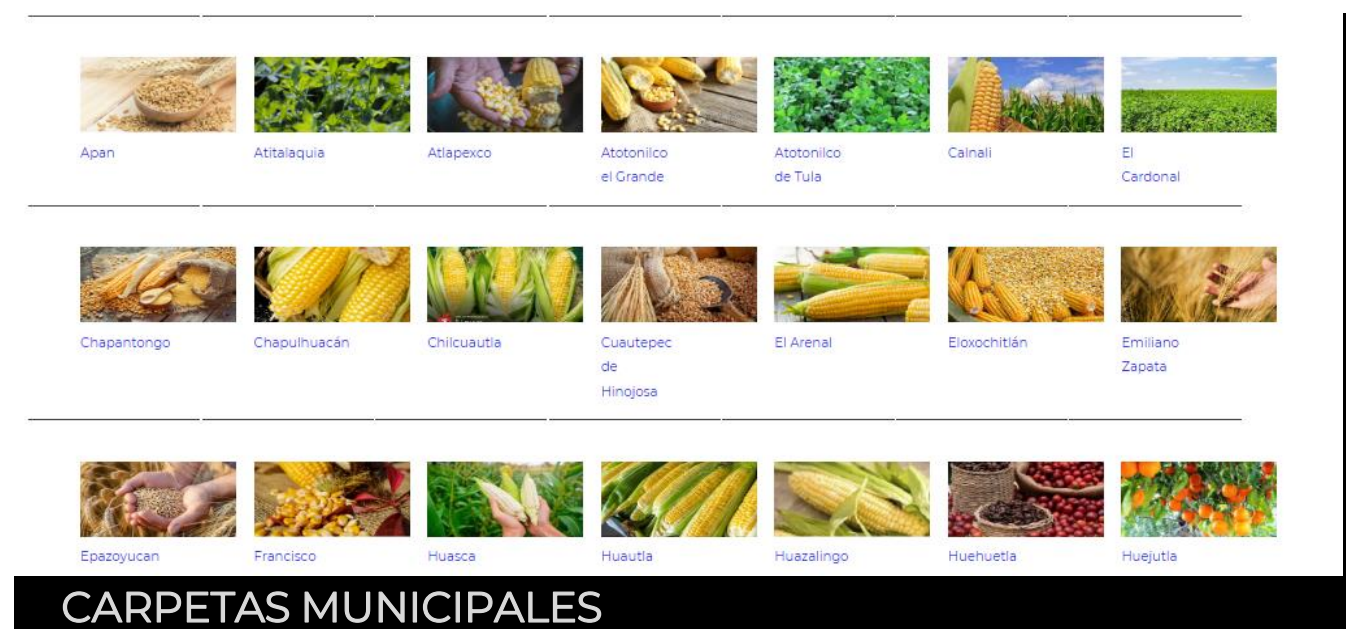 Apan
Atitalaquia
Atlapexco
Atotonilco
el Grande
Atotonilco
de Tula
Calnali
El
Cardonal
Chapantongo
Chapulhuacán
Chilcuautla
Cuautepec
de
Hinojosa
El Arenal
Eloxochitlán
Emiliano
Zapata
Epazoyucan
Francisco
Huasca
Huautla
Huazalingo
Huehuetla
Huejutla
CARPETAS MUNICIPALES